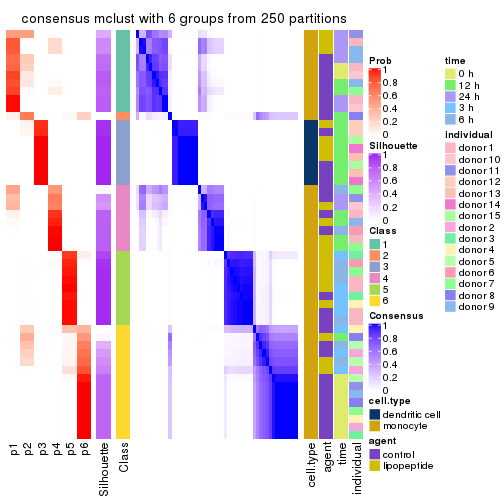 consensus mclust with 6 groups from 250 partitions
p1
p2
p3
p4
p5
p6
Silhouette
Class
cell.type
agent
time
individual
Prob
1
0.8
0.6
0.4
0.2
0
Silhouette
1
0.8
0.6
0.4
0.2
0
Class
1
2
3
4
5
6
Consensus
1
0.8
0.6
0.4
0.2
0
cell.type
dendritic cell
monocyte
agent
control
lipopeptide
time
0 h
12 h
24 h
3 h
6 h
individual
donor 1
donor 10
donor 11
donor 12
donor 13
donor 14
donor 15
donor 2
donor 3
donor 4
donor 5
donor 6
donor 7
donor 8
donor 9